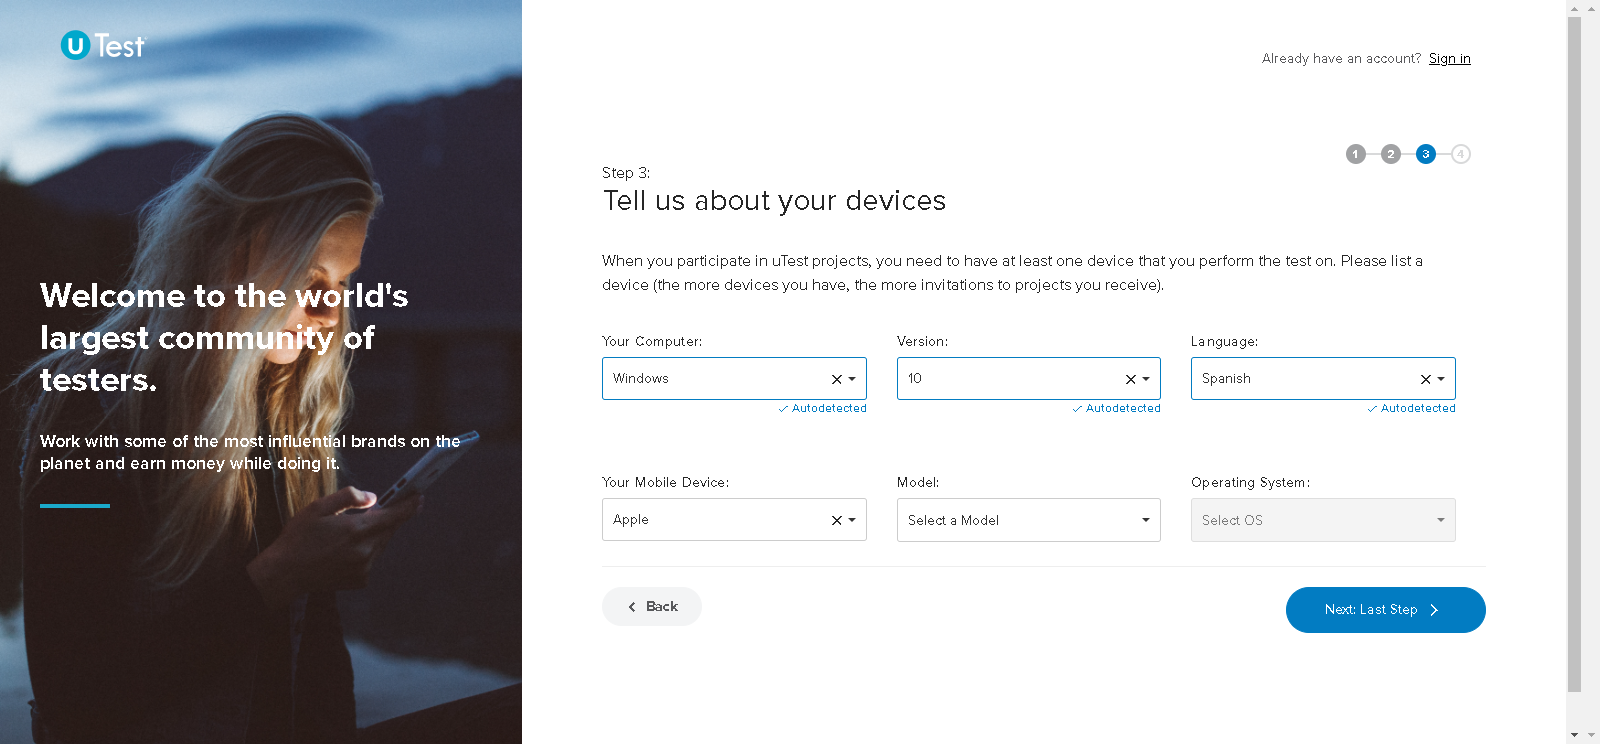 u Test
Already have an account? Sign in
1 2 3 4
Step 3:
Tell us about your devices
When you participate in uTest projects, you need to have at least one device that you perform the test on. Please list a
device (the more devices you have, the more invitations to projects you receive).
Welcome to the world's
largest community of
testers.
Work with some of the most influential brands on the
planet and earn money while doing it.
Your Computer: Version: Language:
Windows 10 Spanish
Autodetected Autodetected Autodetected
Your Mobile Device: Model: Operating System:
Apple Select a Model Select OS
Back Next: Last Step